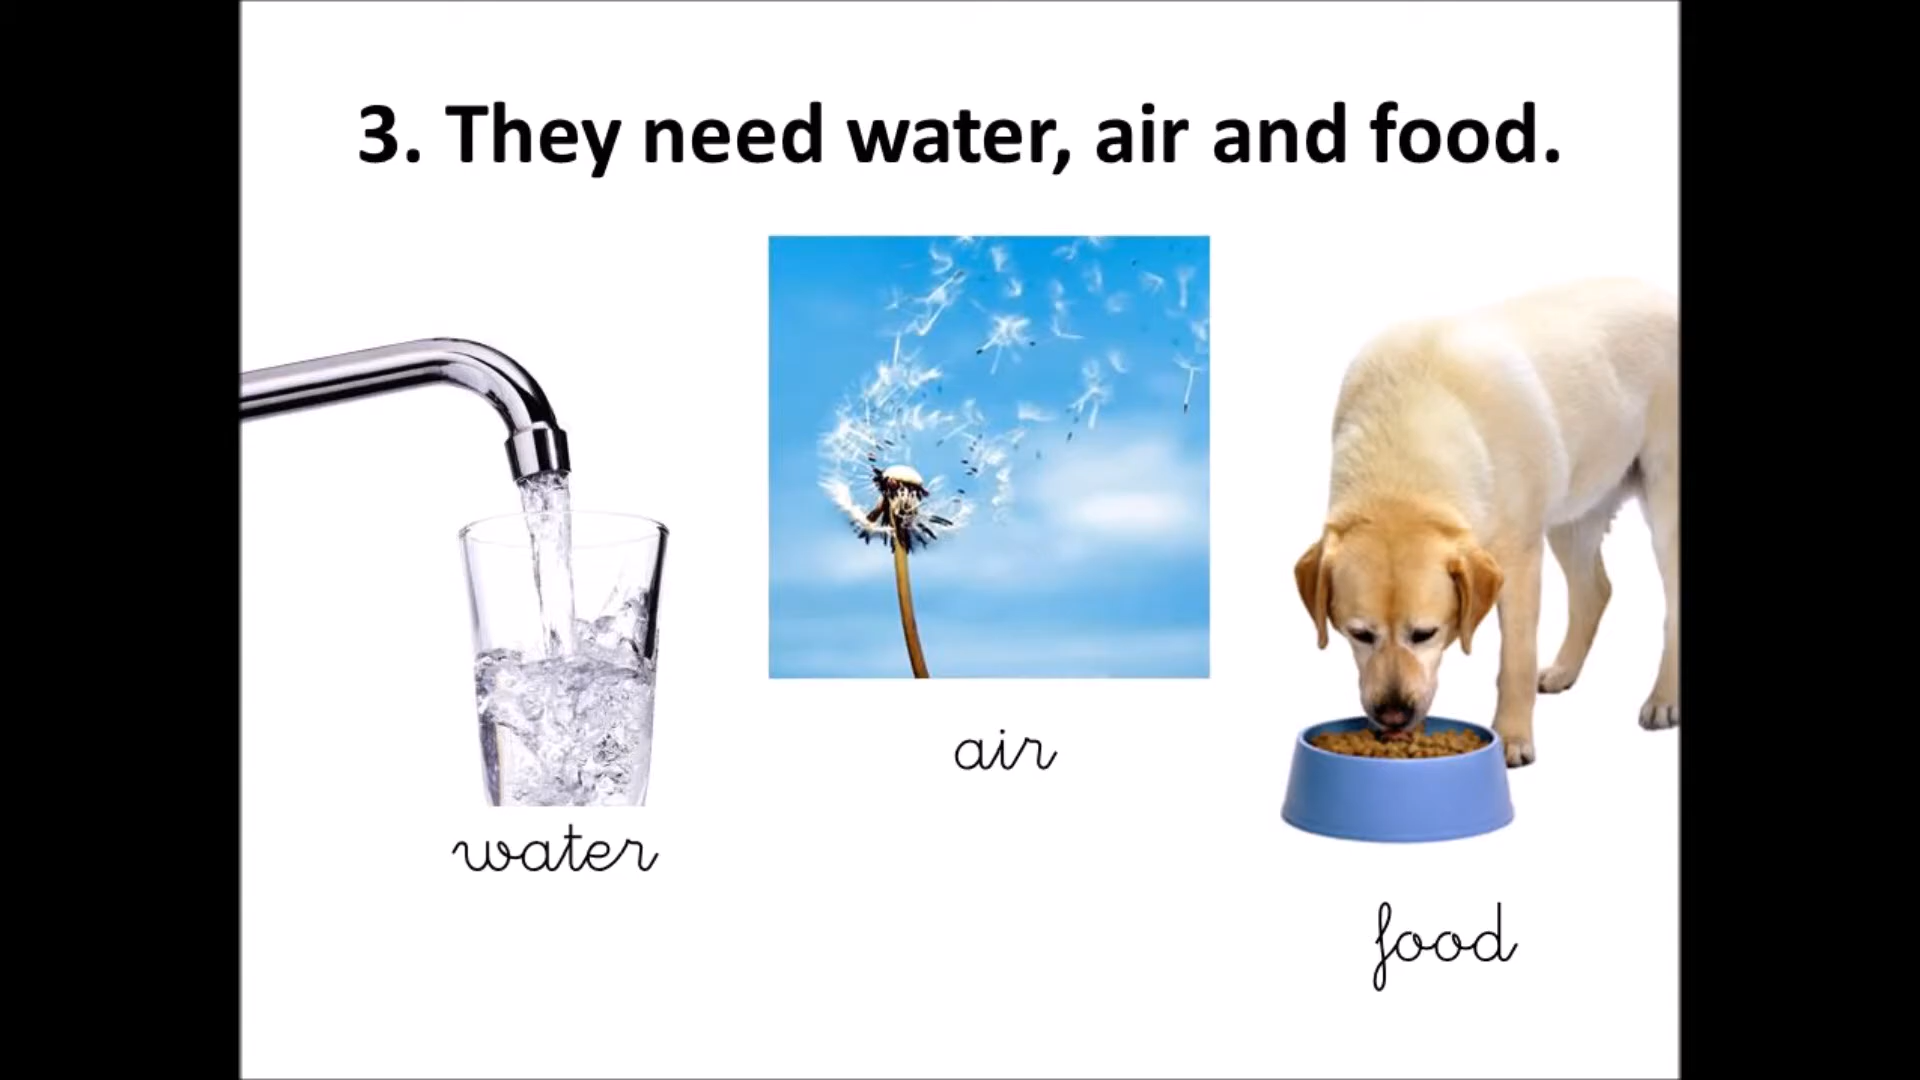 3. They need water, air and food.
air
water
food